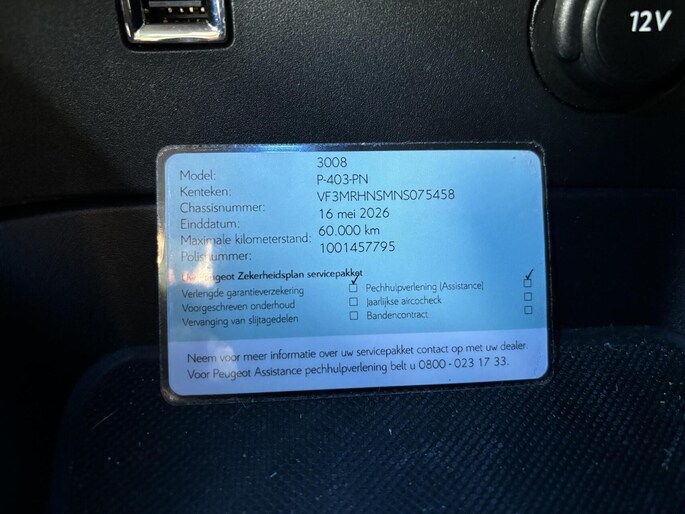 12V
Model: 3008
Kenteken: P-403-PN
Chassisnummer: VF3MRHNSMNS075458
Einddatum: 16 mei 2026
Maximale kilometerstand: 60.000 km
Polisnummer: 1001457795
Uw Peugeot Zekerheidsplan servicepakket
Verlengde garantieverzekering ☑ Pechhulpverlening (Assistance) ☑
Voorgeschreven onderhoud ☐ Jaarlijkse aircocheck ☐
Vervanging van slijtagedelen ☐ Bandencontract ☐
Neem voor meer informatie over uw servicepakket contact op met uw dealer.
Voor Peugeot Assistance pechhulpverlening belt u 0800 - 023 17 33.